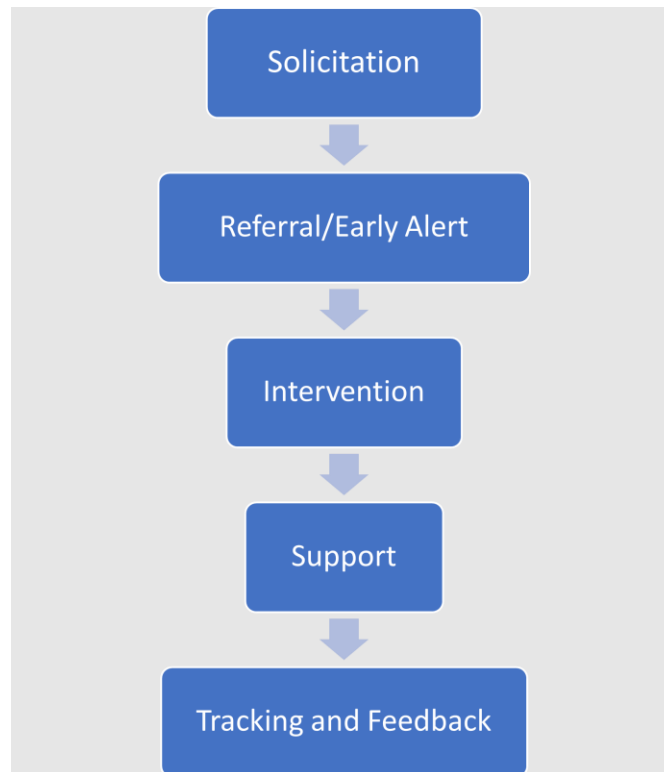 Solicitation
Referral/Early Alert
Intervention
Support
Tracking and Feedback